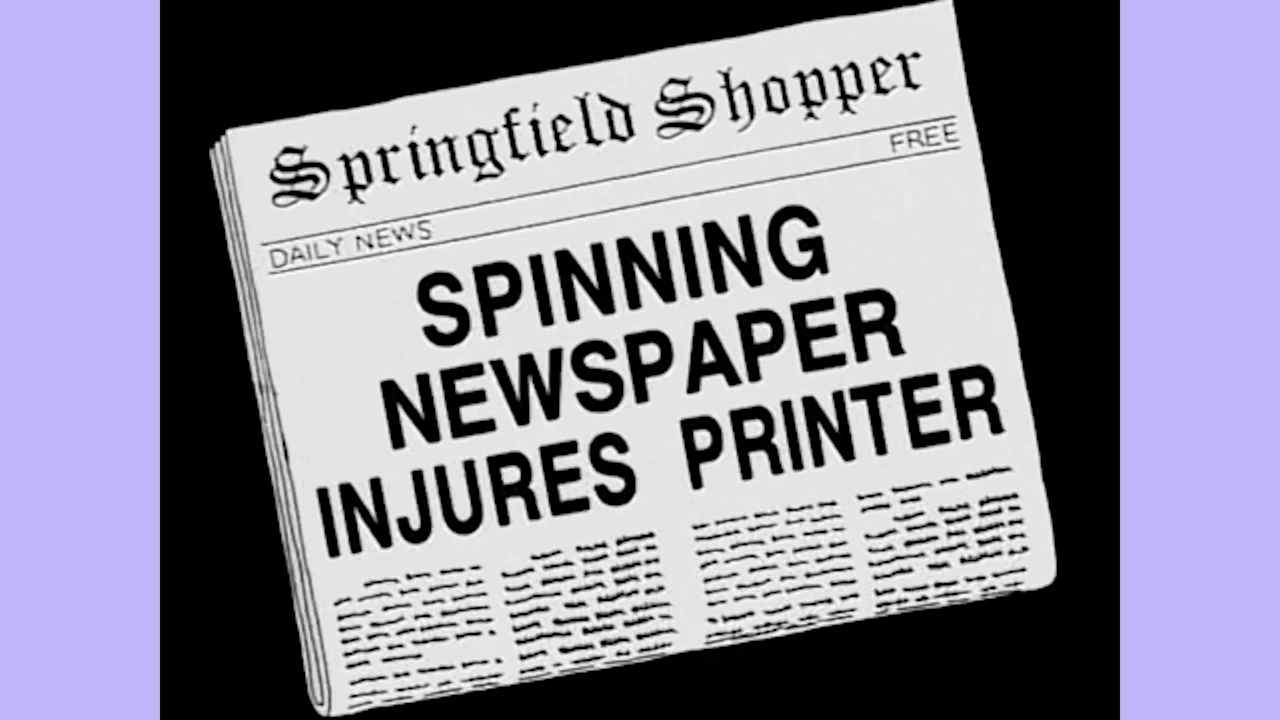 Springfield Shopper
DAILY NEWS FREE
SPINNING
NEWSPAPER
INJURES PRINTER